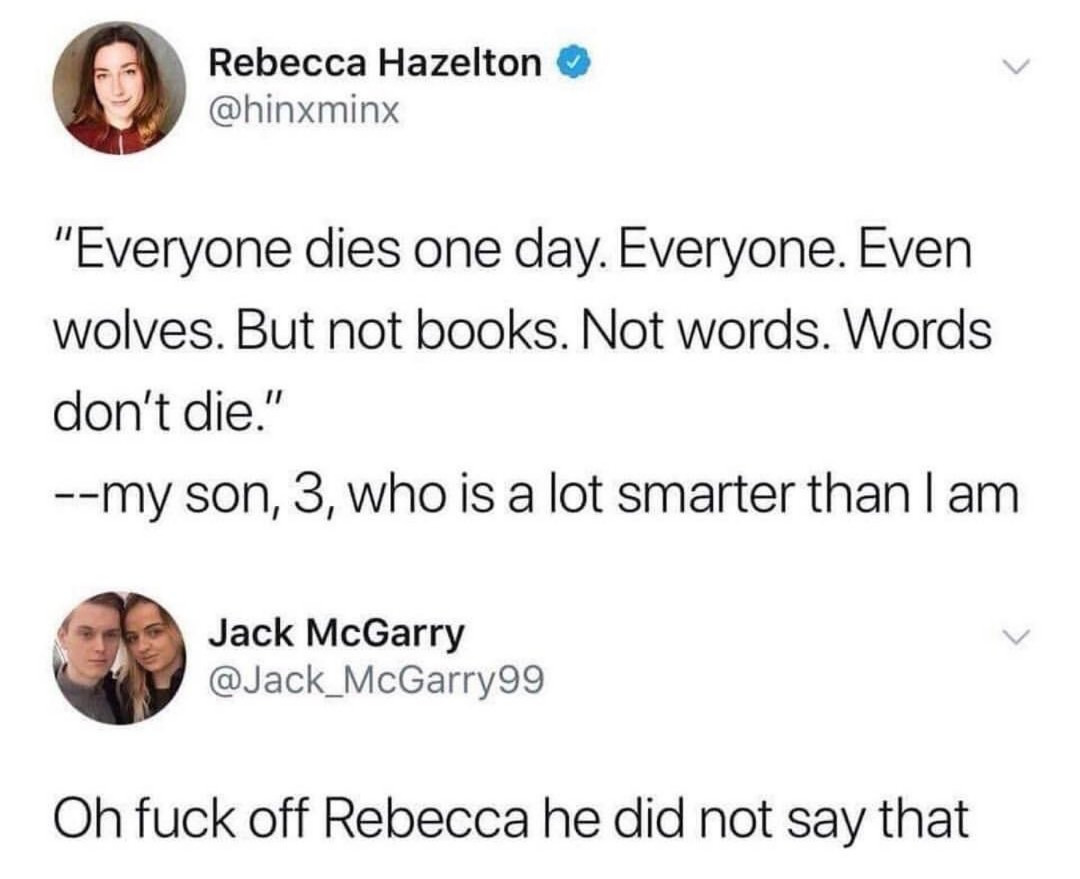 Rebecca Hazelton
@hinxminx
"Everyone dies one day. Everyone. Even
wolves. But not books. Not words. Words
don't die."
--my son, 3, who is a lot smarter than I am
Jack McGarry
@Jack_McGarry99
Oh fuck off Rebecca he did not say that